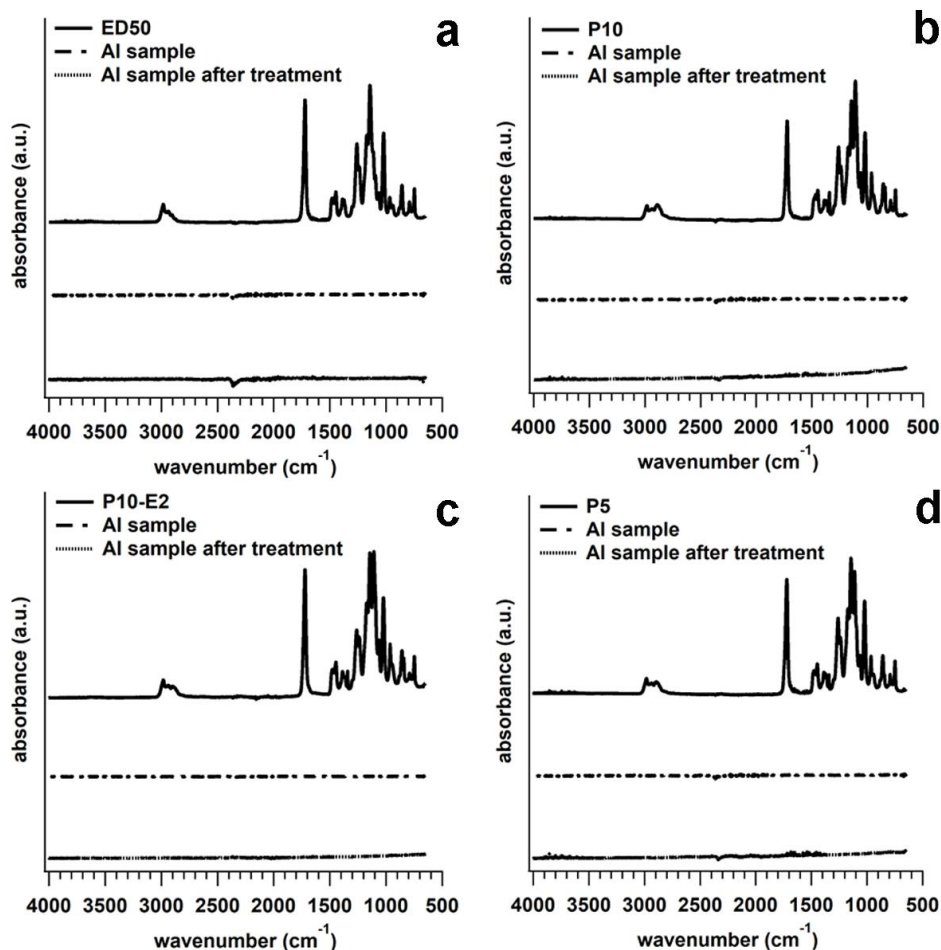 a
ED50
Al sample
Al sample after treatment
absorbance (a.u.)
4000 3500 3000 2500 2000 1500 1000 500
wavenumber (cm-1)
b
P10
Al sample
Al sample after treatment
absorbance (a.u.)
4000 3500 3000 2500 2000 1500 1000 500
wavenumber (cm-1)
c
P10-E2
Al sample
Al sample after treatment
absorbance (a.u.)
4000 3500 3000 2500 2000 1500 1000 500
wavenumber (cm-1)
d
P5
Al sample
Al sample after treatment
absorbance (a.u.)
4000 3500 3000 2500 2000 1500 1000 500
wavenumber (cm-1)